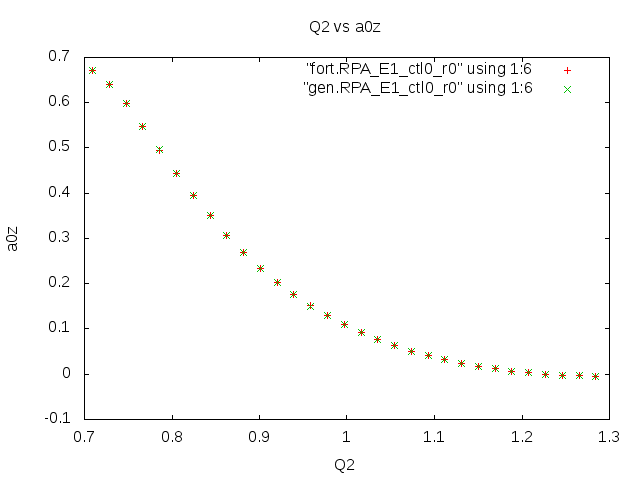 Q2 vs a0z
"fort.RPA_E1_ctl0_r0" using 1:6
"gen.RPA_E1_ctl0_r0" using 1:6
0.7
0.6
0.5
0.4
0.3
0.2
0.1
0
-0.1
a0z
0.7 0.8 0.9 1 1.1 1.2 1.3
Q2